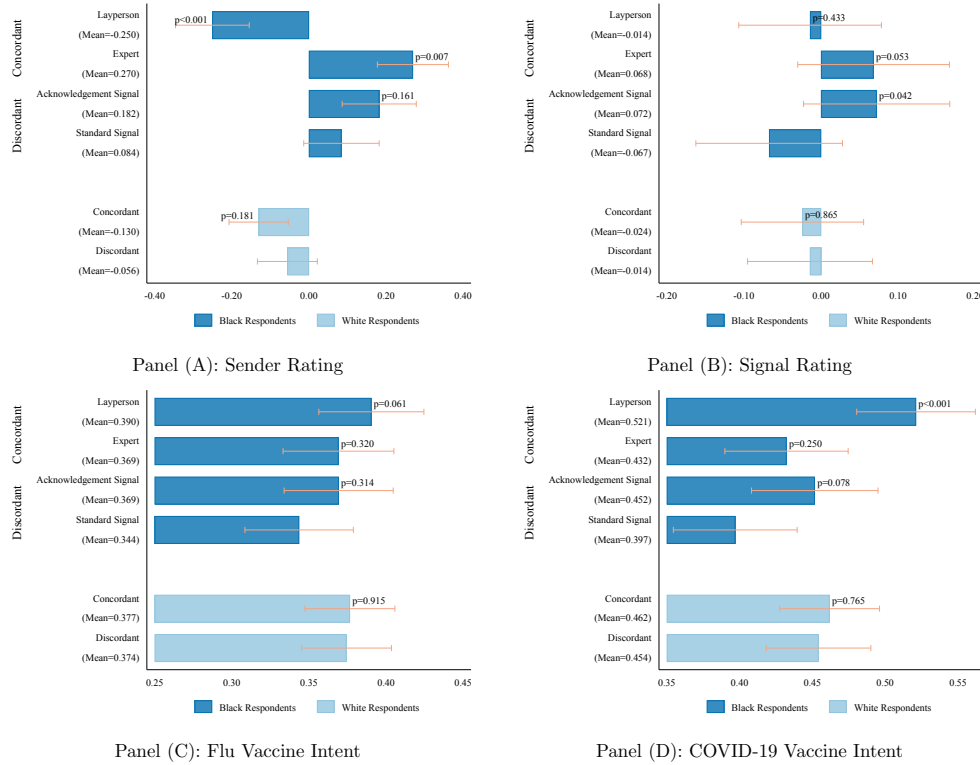 Concordant
Discordant
Layperson
(Mean=-0.250)
p<0.001
Expert
(Mean=0.270)
p=0.007
Acknowledgement Signal
(Mean=0.182)
p=0.161
Standard Signal
(Mean=0.084)
Concordant
(Mean=-0.130)
p=0.181
Discordant
(Mean=-0.056)
-0.40 -0.20 0.00 0.20 0.40
Black Respondents White Respondents
Panel (A): Sender Rating
Concordant
Discordant
Layperson
(Mean=-0.014)
p=0.433
Expert
(Mean=0.068)
p=0.053
Acknowledgement Signal
(Mean=0.072)
p=0.042
Standard Signal
(Mean=-0.067)
Concordant
(Mean=-0.024)
p=0.865
Discordant
(Mean=-0.014)
-0.20 -0.10 0.00 0.10 0.20
Black Respondents White Respondents
Panel (B): Signal Rating
Concordant
Discordant
Layperson
(Mean=0.390)
p=0.061
Expert
(Mean=0.369)
p=0.320
Acknowledgement Signal
(Mean=0.369)
p=0.314
Standard Signal
(Mean=0.344)
Concordant
(Mean=0.377)
p=0.915
Discordant
(Mean=0.374)
0.25 0.30 0.35 0.40 0.45
Black Respondents White Respondents
Panel (C): Flu Vaccine Intent
Concordant
Discordant
Layperson
(Mean=0.521)
p<0.001
Expert
(Mean=0.432)
p=0.250
Acknowledgement Signal
(Mean=0.452)
p=0.078
Standard Signal
(Mean=0.397)
Concordant
(Mean=0.462)
p=0.765
Discordant
(Mean=0.454)
0.35 0.40 0.45 0.50 0.55
Black Respondents White Respondents
Panel (D): COVID-19 Vaccine Intent